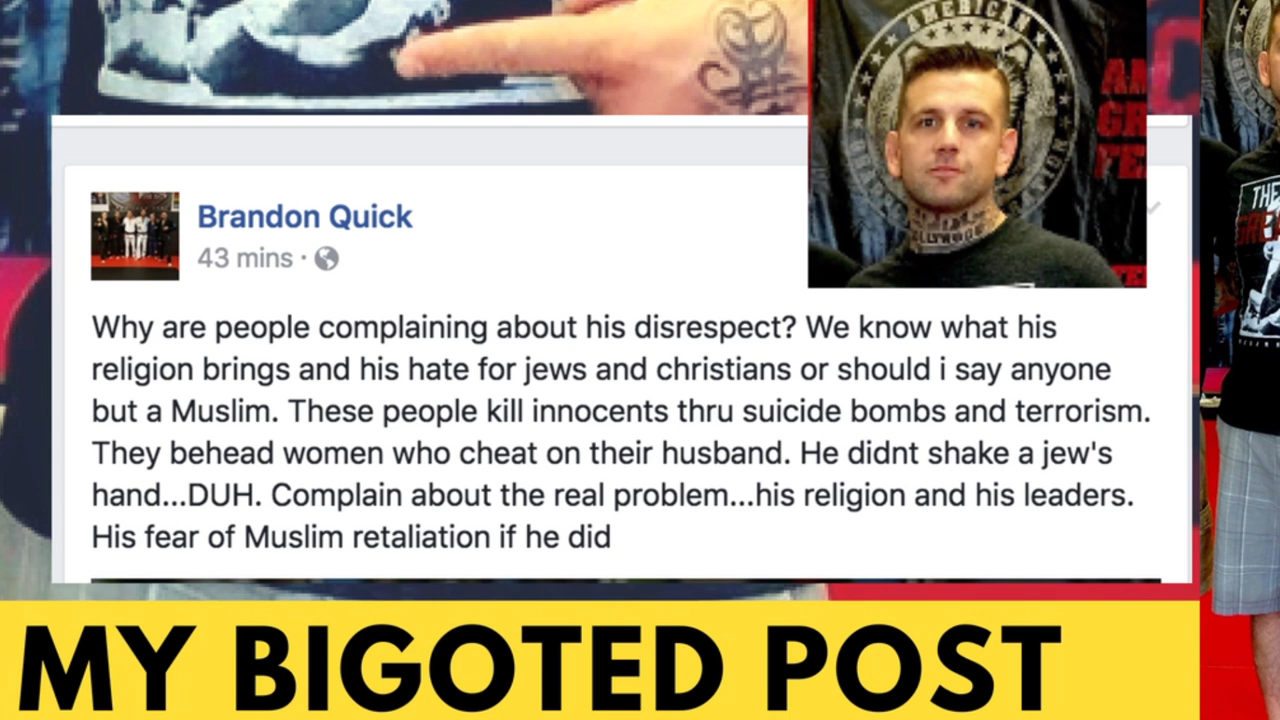 AMERICAN
Brandon Quick
43 mins ·
Why are people complaining about his disrespect? We know what his
religion brings and his hate for jews and christians or should i say anyone
but a Muslim. These people kill innocents thru suicide bombs and terrorism.
They behead women who cheat on their husband. He didnt shake a jew's
hand...DUH. Complain about the real problem...his religion and his leaders.
His fear of Muslim retaliation if he did
THE
MY BIGOTED POST